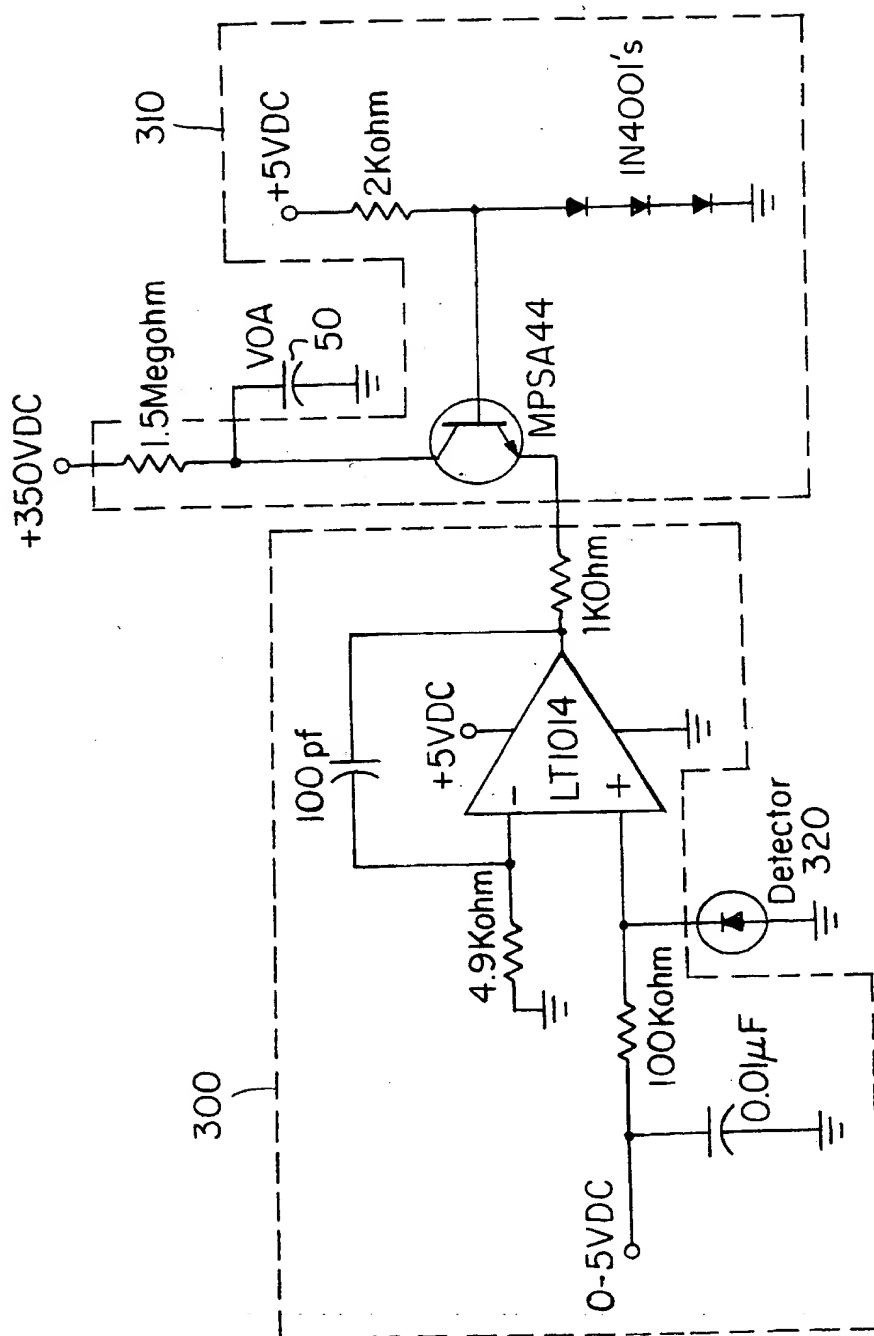 310
+5VDC
2Kohm
1N4001's
+350VDC
1.5Megohm
VOA
50
MPSA44
300
100pf
+5VDC
1KOhm
−
LT1014
+
4.9Kohm
Detector
320
100Kohm
0.01µF
0-5VDC